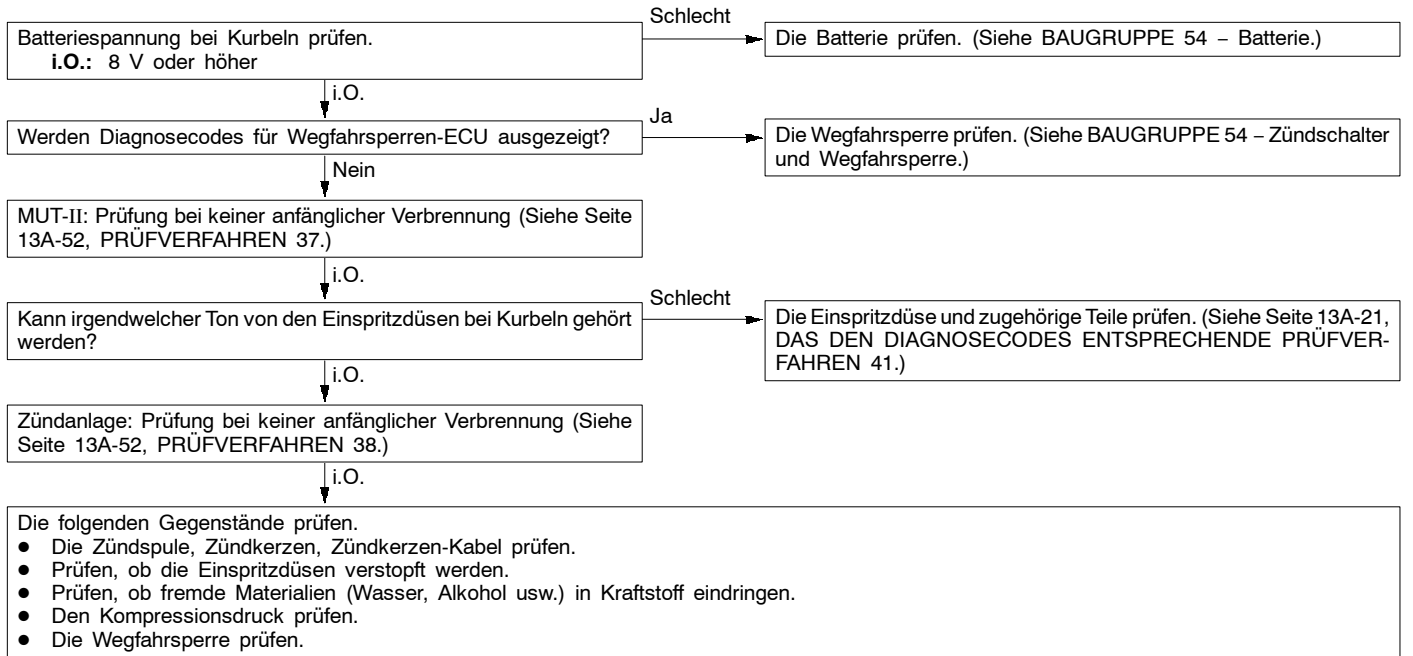 Batteriespannung bei Kurbeln prüfen.
i.O.: 8 V oder höher
Schlecht
Die Batterie prüfen. (Siehe BAUGRUPPE 54 – Batterie.)
i.O.
Werden Diagnosecodes für Wegfahrsperren-ECU ausgezeigt?
Ja
Die Wegfahrsperre prüfen. (Siehe BAUGRUPPE 54 – Zündschalter
und Wegfahrsperre.)
Nein
MUT-II: Prüfung bei keiner anfänglicher Verbrennung (Siehe Seite
13A-52, PRÜFVERFAHREN 37.)
i.O.
Kann irgendwelcher Ton von den Einspritzdüsen bei Kurbeln gehört
werden?
Schlecht
Die Einspritzdüse und zugehörige Teile prüfen. (Siehe Seite 13A-21,
DAS DEN DIAGNOSECODES ENTSPRECHENDE PRÜFVER-
FAHREN 41.)
i.O.
Zündanlage: Prüfung bei keiner anfänglicher Verbrennung (Siehe
Seite 13A-52, PRÜFVERFAHREN 38.)
i.O.
Die folgenden Gegenstände prüfen.
● Die Zündspule, Zündkerzen, Zündkerzen-Kabel prüfen.
● Prüfen, ob die Einspritzdüsen verstopft werden.
● Prüfen, ob fremde Materialien (Wasser, Alkohol usw.) in Kraftstoff eindringen.
● Den Kompressionsdruck prüfen.
● Die Wegfahrsperre prüfen.